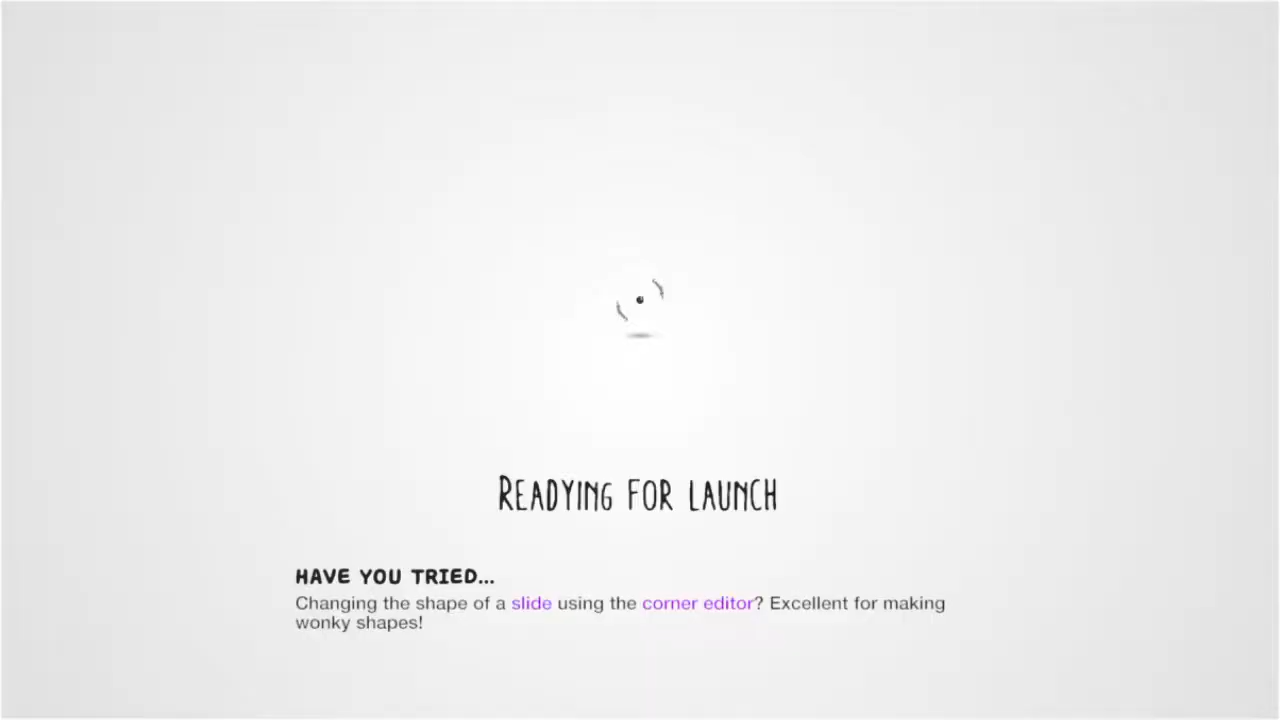 READYING FOR LAUNCH
HAVE YOU TRIED...
Changing the shape of a slide using the corner editor? Excellent for making
wonky shapes!